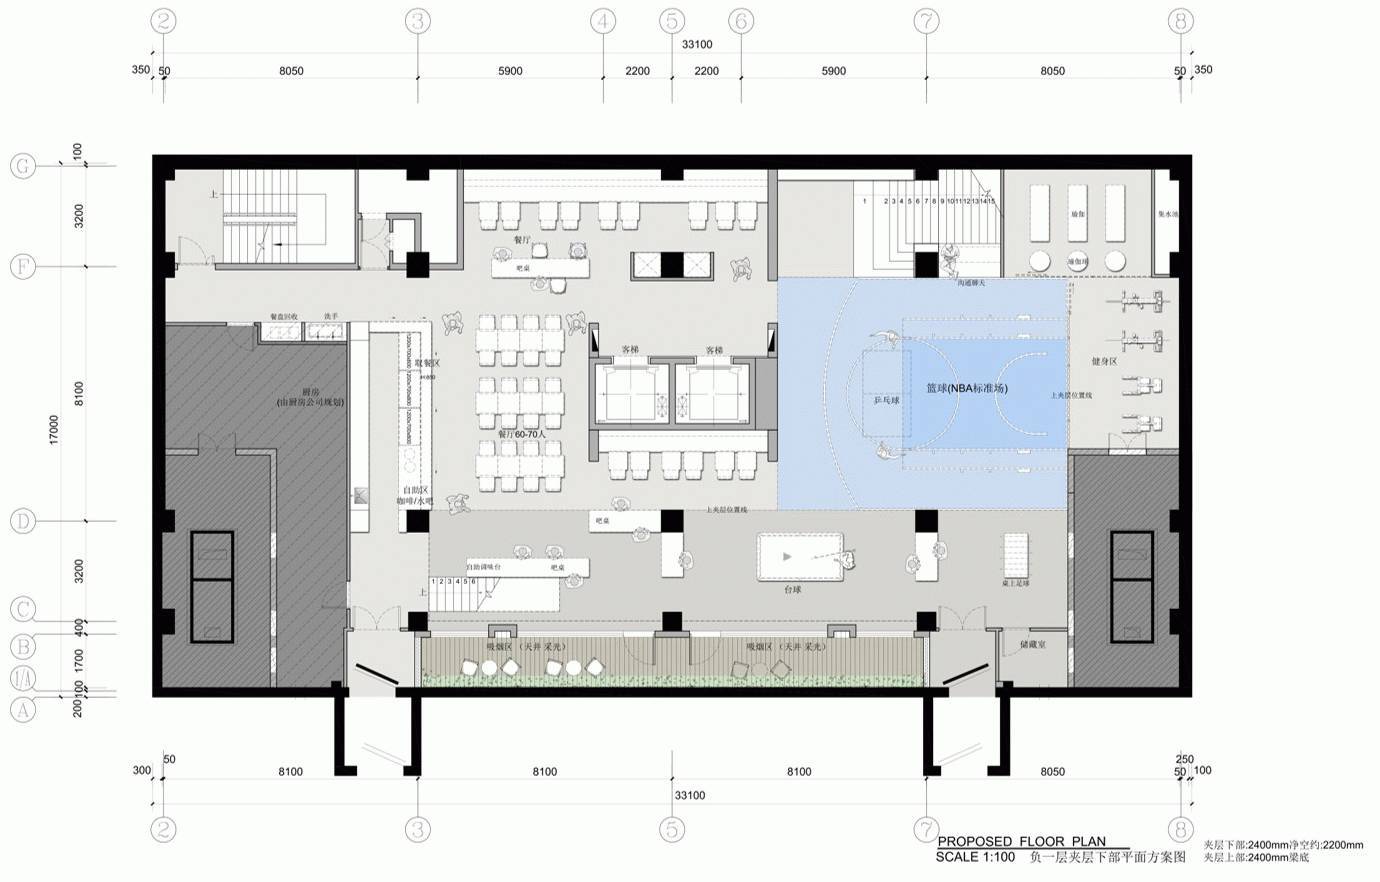 2 3 4 5 6 7 8
33100
350 50 8050 5900 2200 2200 5900 8050 50 350
G
100
3200
F
8100
17000
D
3200
C
400
B
1700
1/A
100
200
A
上
餐厅
吧桌
1 2 3 4 5 6 7 8 9 10 11 12 13 14 15
瑜伽
集水池
瑜伽球
沟通聊天
餐盘回收
洗手
客梯
客梯
取餐区
健身区
厨房
(由厨房公司规划)
1200x700x800
1200x700x800
1200x700x800
篮球(NBA标准场)
上夹层位置线
乒乓球
餐厅60-70人
自助区
咖啡/水吧
上夹层位置线
吧桌
自助调味台
吧桌
台球
桌上足球
上
1 2 3 4 5 6
吸烟区（天井 采光）
吸烟区（天井 采光）
储藏室
50
250
300 8100 8100 8100 8050 50 100
33100
2 3 5 7 8
PROPOSED FLOOR PLAN
SCALE 1:100 负一层夹层下部平面方案图
夹层下部:2400mm净空约:2200mm
夹层上部:2400mm梁底